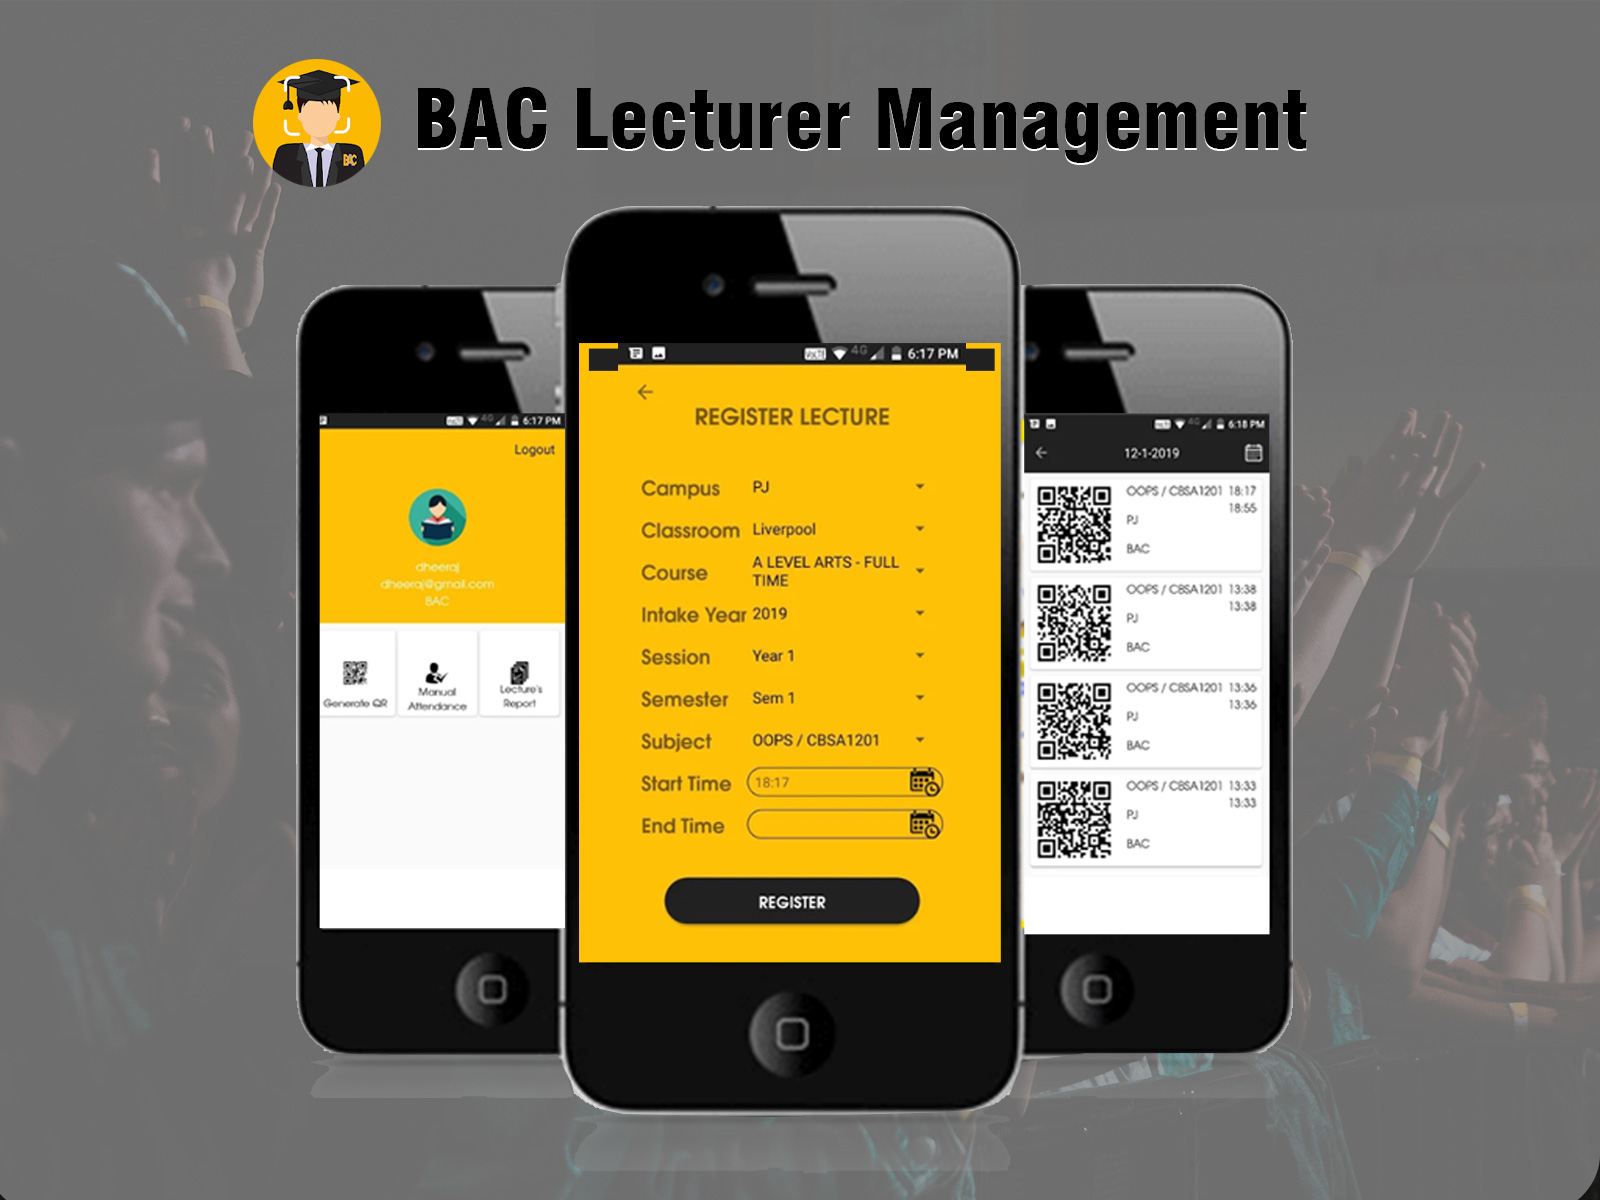 BAC
BAC Lecturer Management
6:17 PM
Logout
dheeraj
dheeraj@gmail.com
BAC
Generate QR
Manual
Attendance
Lecture's
Report
VoLTE 4G 6:17 PM
REGISTER LECTURE
Campus PJ
Classroom Liverpool
Course A LEVEL ARTS - FULL
TIME
Intake Year 2019
Session Year 1
Semester Sem 1
Subject OOPS / CBSA1201
Start Time 18:17
End Time
REGISTER
4G 6:18 PM
12-1-2019
OOPS / CBSA1201 18:17
18:55
PJ
BAC
OOPS / CBSA1201 13:38
13:38
PJ
BAC
OOPS / CBSA1201 13:36
13:36
PJ
BAC
OOPS / CBSA1201 13:33
13:33
PJ
BAC